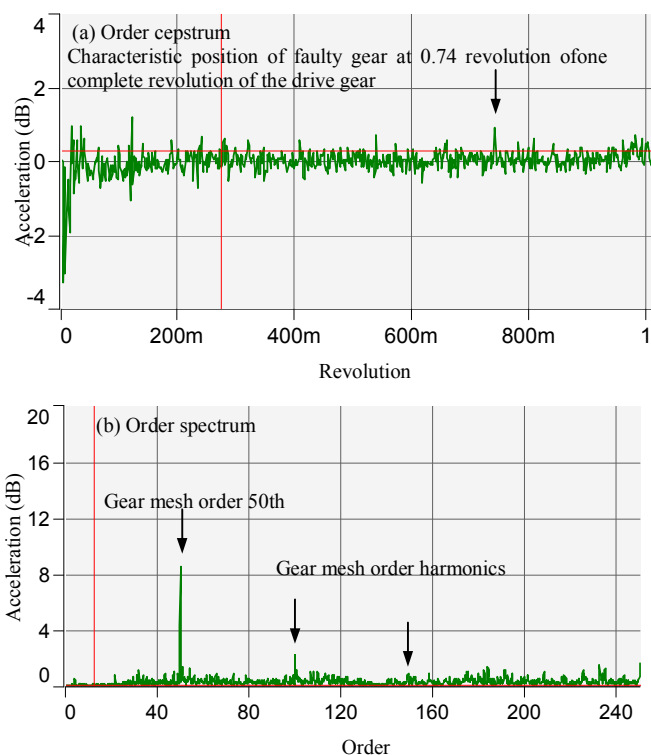 (a) Order cepstrum
Characteristic position of faulty gear at 0.74 revolution ofone
complete revolution of the drive gear
Acceleration (dB)
4
2
0
-2
-4
0 200m 400m 600m 800m 1
Revolution
(b) Order spectrum
Gear mesh order 50th
Gear mesh order harmonics
Acceleration (dB)
20
16
12
8
4
0
0 40 80 120 160 200 240
Order